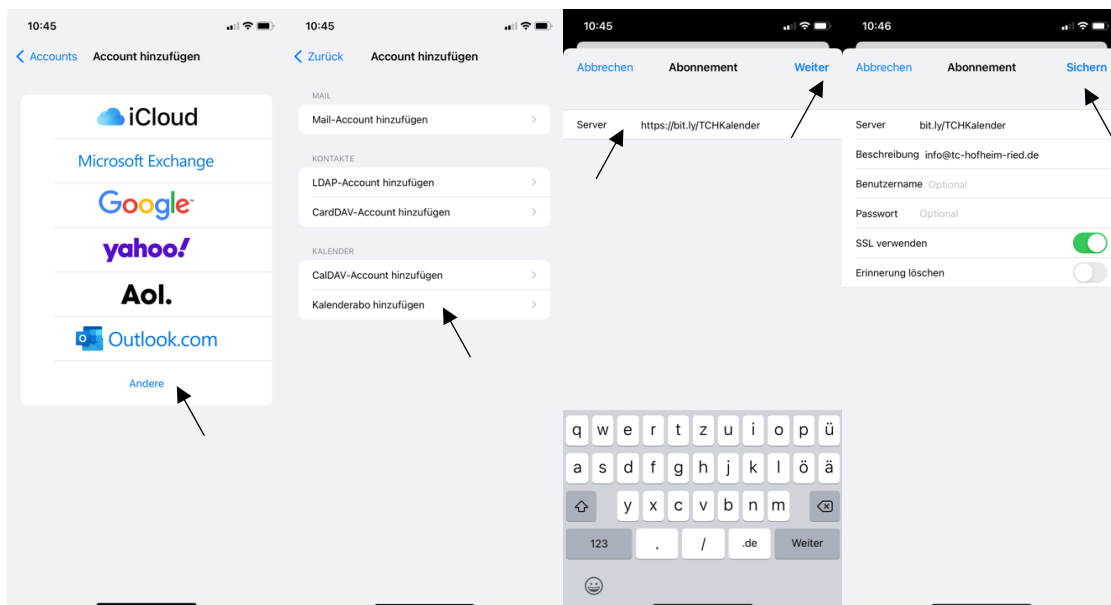 10:45
Accounts Account hinzufügen
iCloud
Microsoft Exchange
Google
yahoo!
Aol.
Outlook.com
Andere
10:45
Zurück Account hinzufügen
MAIL
Mail-Account hinzufügen
KONTAKTE
LDAP-Account hinzufügen
CardDAV-Account hinzufügen
KALENDER
CalDAV-Account hinzufügen
Kalenderabo hinzufügen
10:45
Abbrechen Abonnement Weiter
Server https://bit.ly/TCHKalender
q w e r t z u i o p ü
a s d f g h j k l ö ä
y x c v b n m
123 . / .de Weiter
10:46
Abbrechen Abonnement Sichern
Server bit.ly/TCHKalender
Beschreibung info@tc-hofheim-ried.de
Benutzername Optional
Passwort Optional
SSL verwenden
Erinnerung löschen